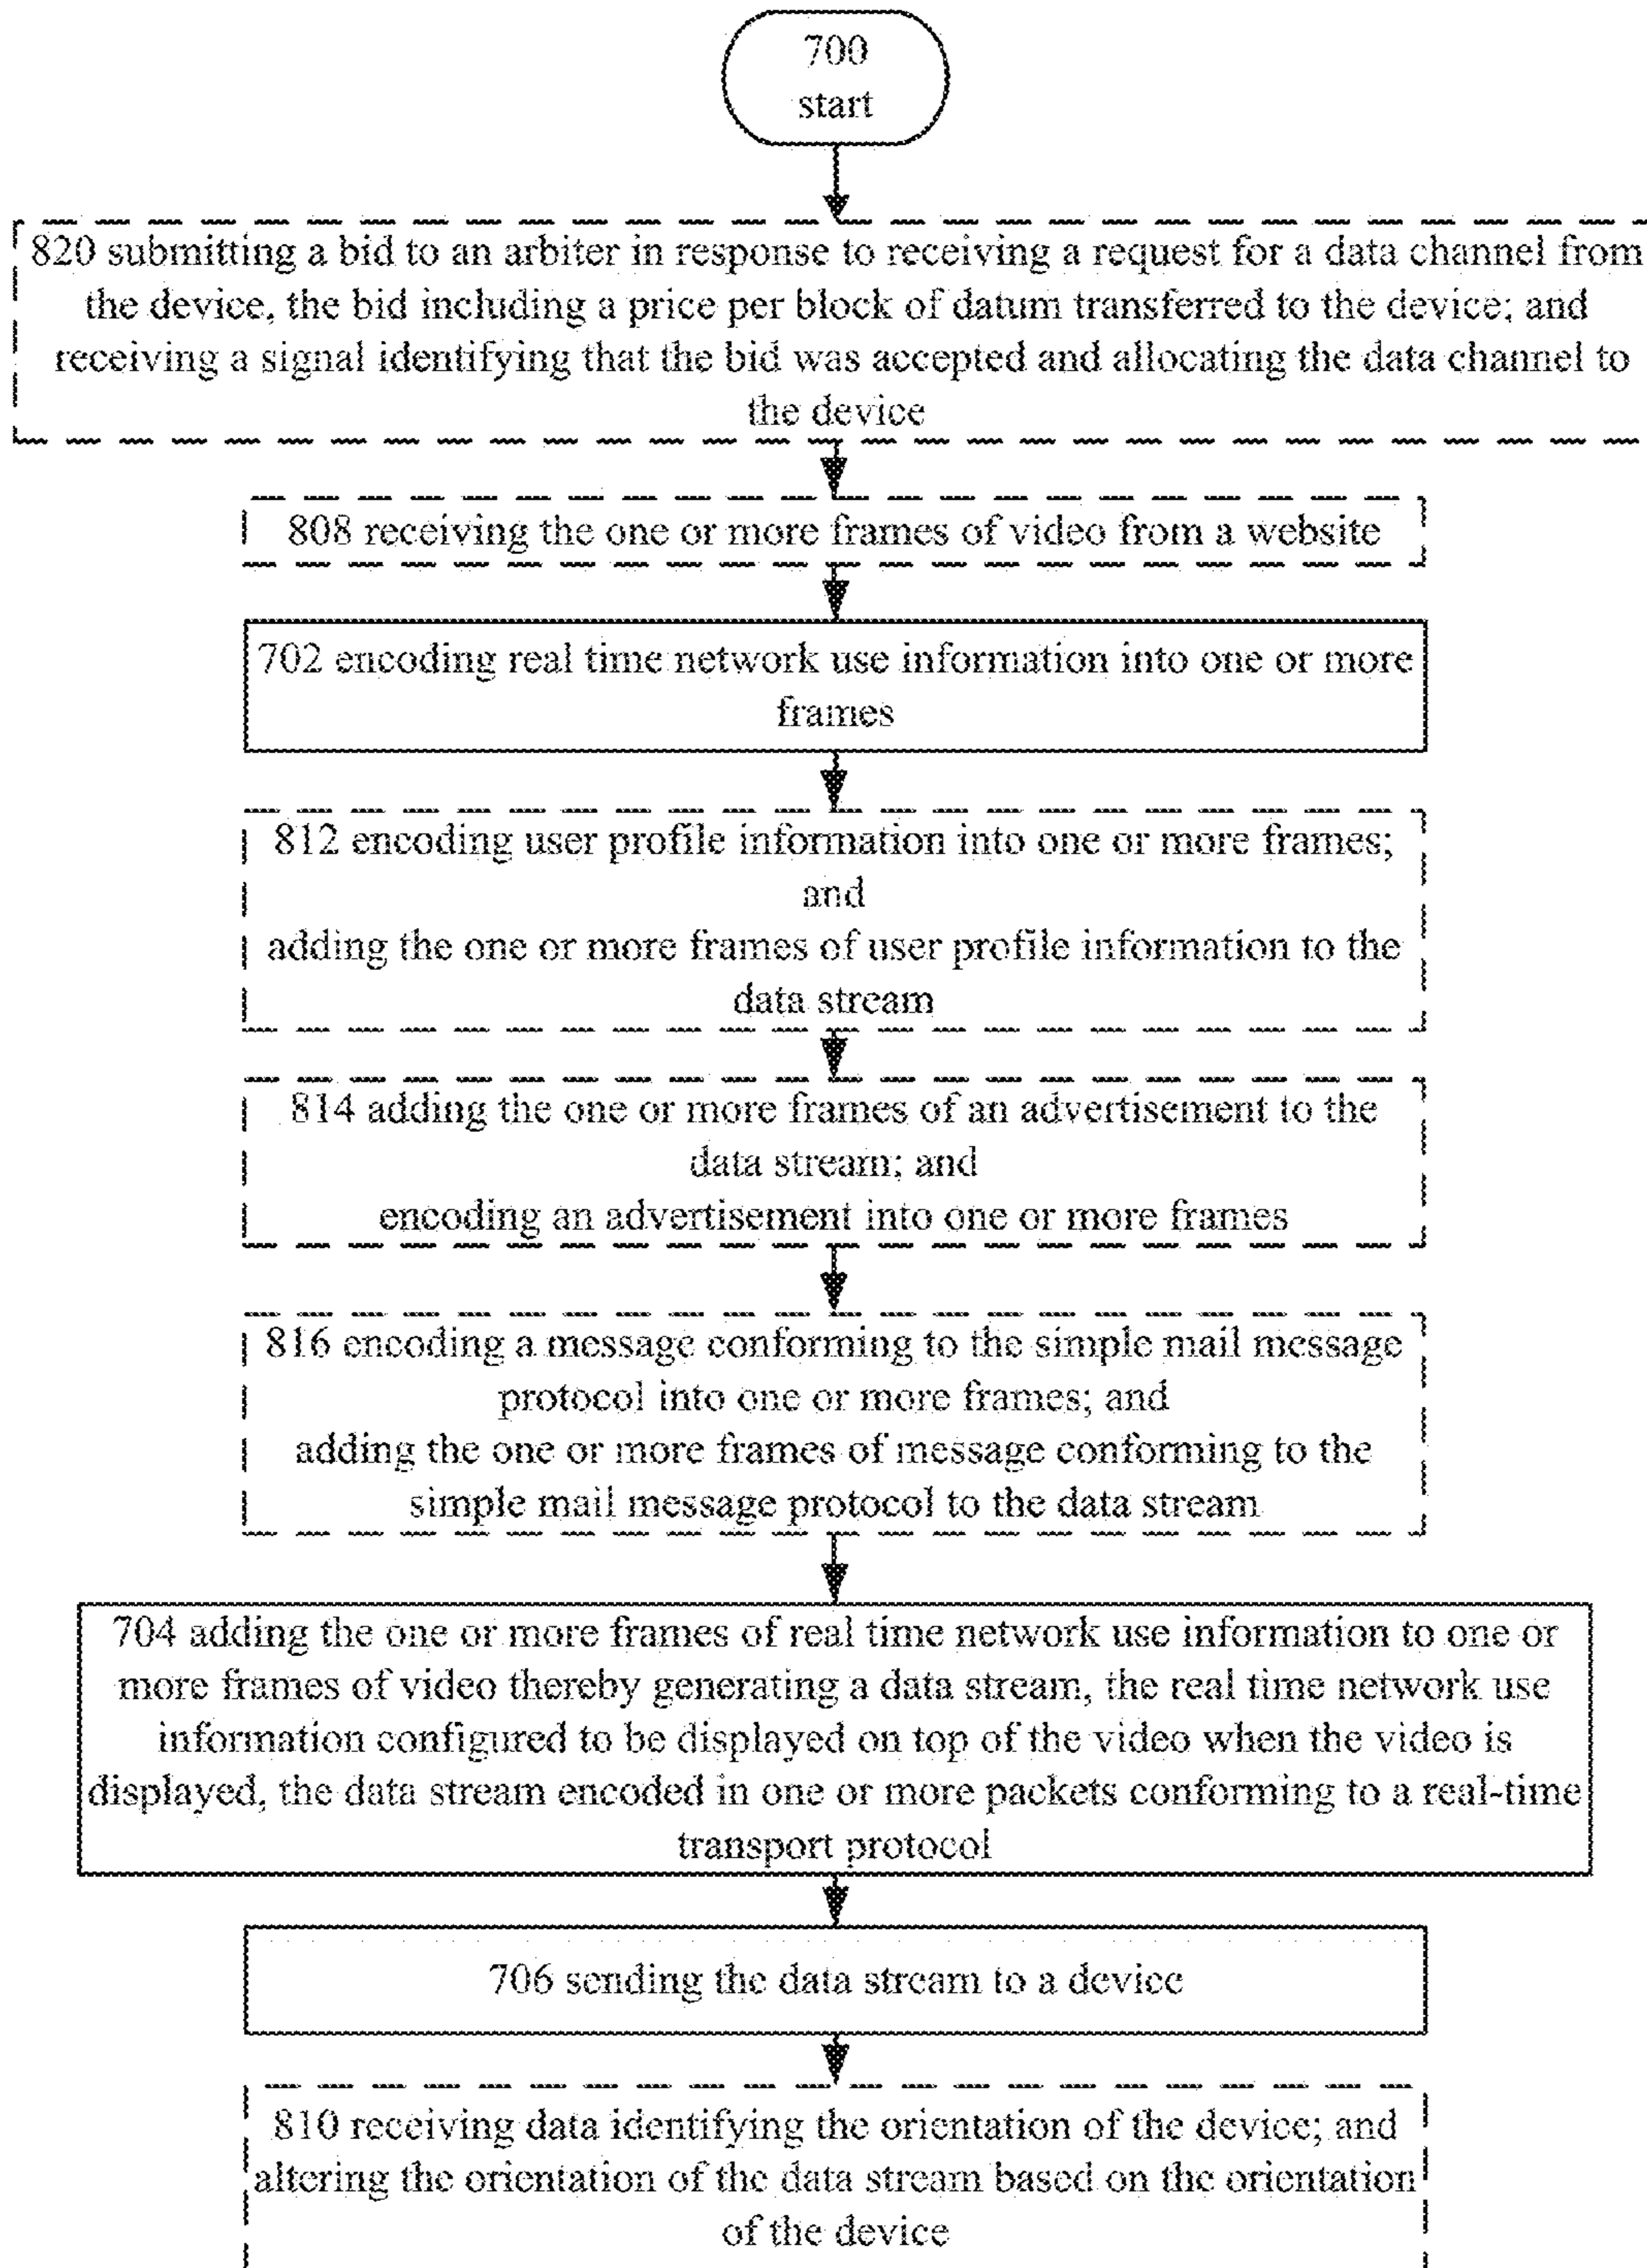 700
start
820 submitting a bid to an arbiter in response to receiving a request for a data channel from
the device, the bid including a price per block of datum transferred to the device; and
receiving a signal identifying that the bid was accepted and allocating the data channel to
the device
808 receiving the one or more frames of video from a website
702 encoding real time network use information into one or more
frames
812 encoding user profile information into one or more frames;
and
adding the one or more frames of user profile information to the
data stream
814 adding the one or more frames of an advertisement to the
data stream; and
encoding an advertisement into one or more frames
816 encoding a message conforming to the simple mail message
protocol into one or more frames; and
adding the one or more frames of message conforming to the
simple mail message protocol to the data stream
704 adding the one or more frames of real time network use information to one or
more frames of video thereby generating a data stream, the real time network use
information configured to be displayed on top of the video when the video is
displayed, the data stream encoded in one or more packets conforming to a real-time
transport protocol
706 sending the data stream to a device
810 receiving data identifying the orientation of the device; and
altering the orientation of the data stream based on the orientation
of the device